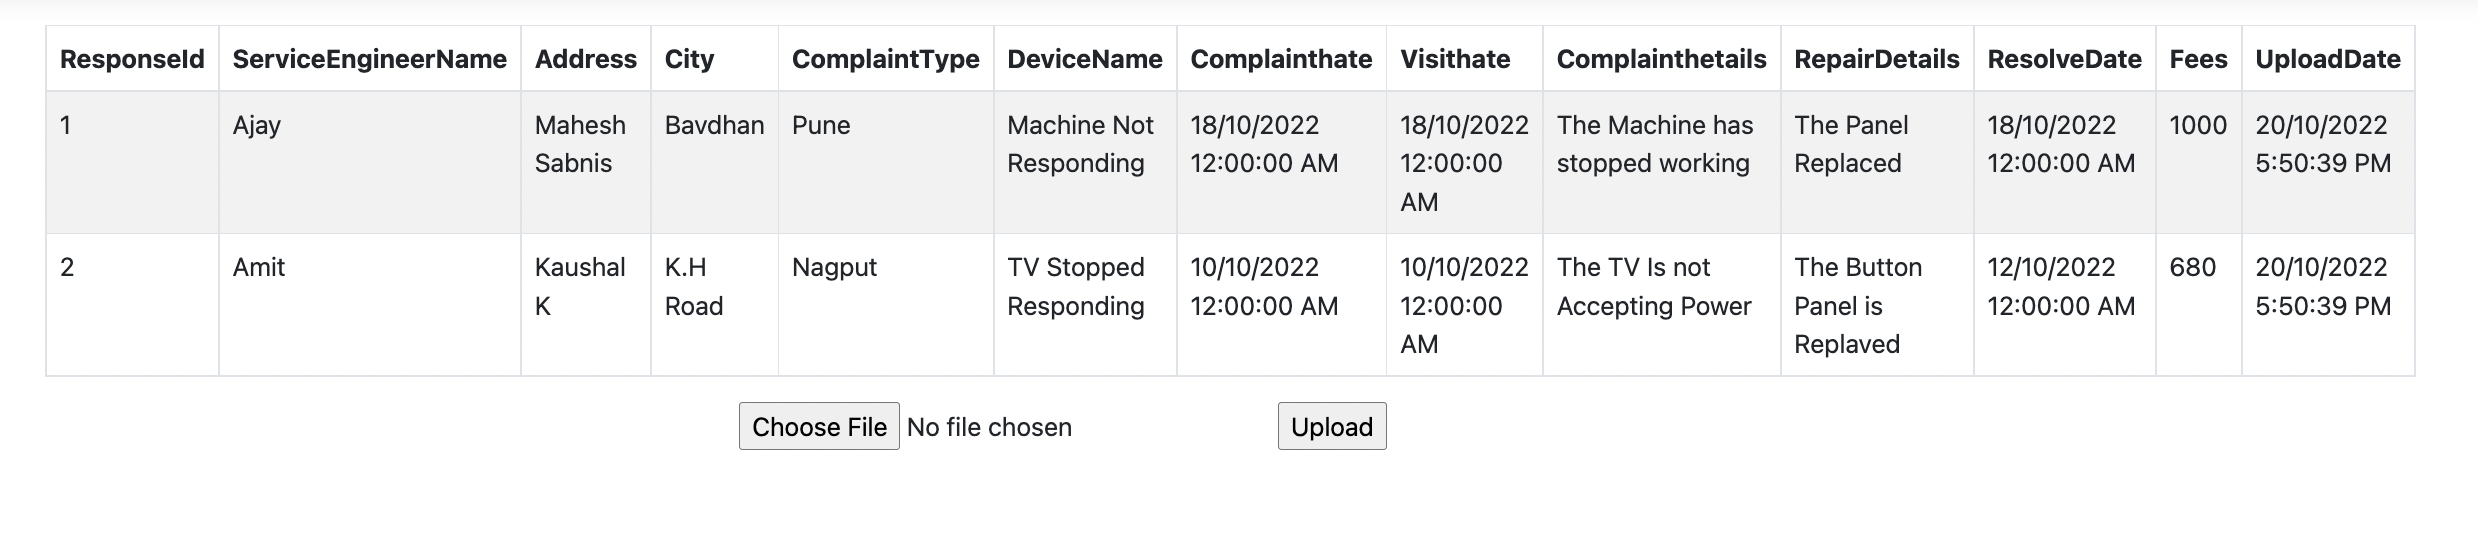 ResponseId ServiceEngineerName Address City ComplaintType DeviceName Complainthate Visithate Complainthetails RepairDetails ResolveDate Fees UploadDate
1 Ajay Mahesh Bavdhan Pune Machine Not 18/10/2022 18/10/2022 The Machine has The Panel 18/10/2022 1000 20/10/2022
Sabnis Responding 12:00:00 AM 12:00:00 stopped working Replaced 12:00:00 AM 5:50:39 PM
AM
2 Amit Kaushal K.H Nagput TV Stopped 10/10/2022 10/10/2022 The TV Is not The Button 12/10/2022 680 20/10/2022
K Road Responding 12:00:00 AM 12:00:00 Accepting Power Panel is 12:00:00 AM 5:50:39 PM
AM Replaved
Choose File No file chosen Upload